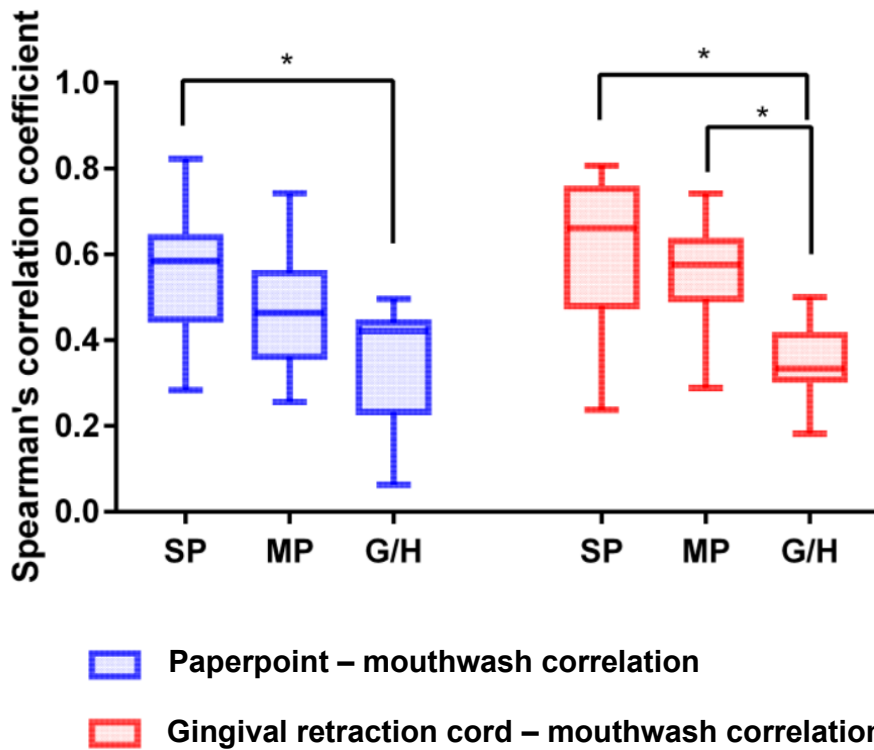 Spearman's correlation coefficient
* *
*
1.0
0.8
0.6
0.4
0.2
0.0
SP MP G/H SP MP G/H
Paperpoint – mouthwash correlation
Gingival retraction cord – mouthwash correlation